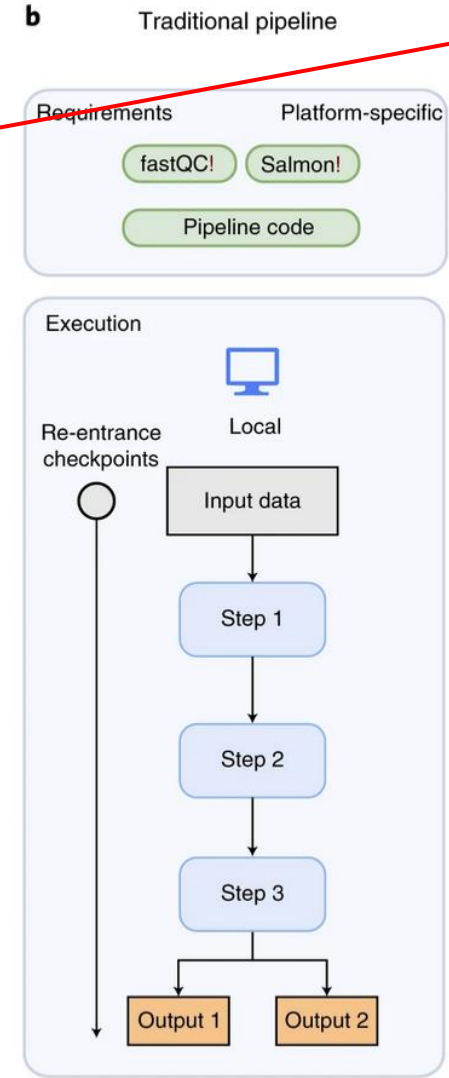 b Traditional pipeline
Requirements Platform-specific
fastQC! Salmon!
Pipeline code
Execution
Local
Re-entrance
checkpoints
Input data
Step 1
Step 2
Step 3
Output 1 Output 2